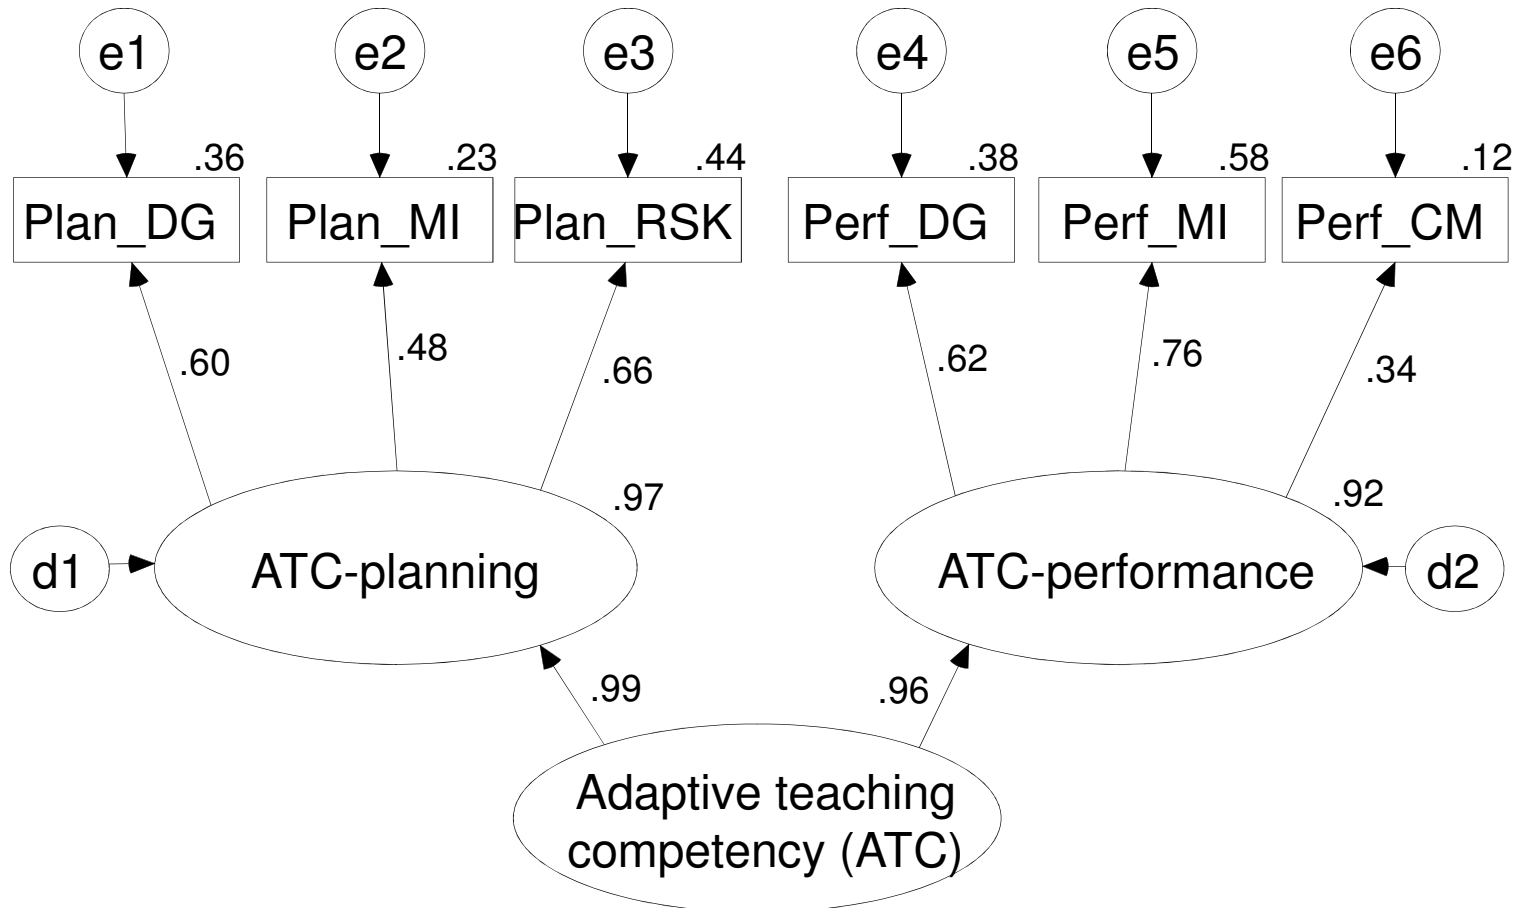 e1 e2 e3 e4 e5 e6
.36 .23 .44 .38 .58 .12
Plan_DG Plan_MI Plan_RSK Perf_DG Perf_MI Perf_CM
.60 .48 .66 .62 .76 .34
.97 .92
d1 ATC-planning ATC-performance d2
.99 .96
Adaptive teaching
competency (ATC)